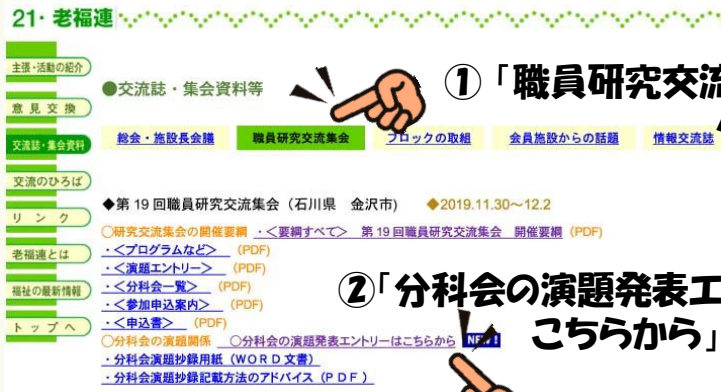 21・老福連
主張・活動の紹介
意見交換
交流誌・集会資料
交流のひろば
リンク
老福連とは
福祉の最新情報
トップへ
●交流誌・集会資料等
①「職員研究交流
総会・施設長会議 職員研究交流集会 ブロックの取組 会員施設からの話題 情報交流誌
◆第19回職員研究交流集会（石川県 金沢市） ◆2019.11.30～12.2
○研究交流集会の開催要綱 ・＜要綱すべて＞ 第19回職員研究交流集会 開催要綱 (PDF)
・＜プログラムなど＞ (PDF)
・＜演題エントリー＞ (PDF)
・＜分科会一覧＞ (PDF)
・＜参加申込案内＞ (PDF)
・＜申込書＞ (PDF)
②「分科会の演題発表エ
こちらから」
○分科会の演題関係 ○分科会の演題発表エントリーはこちらから
・分科会演題抄録用紙（WORD文書）
・分科会演題抄録記載方法のアドバイス（PDF）